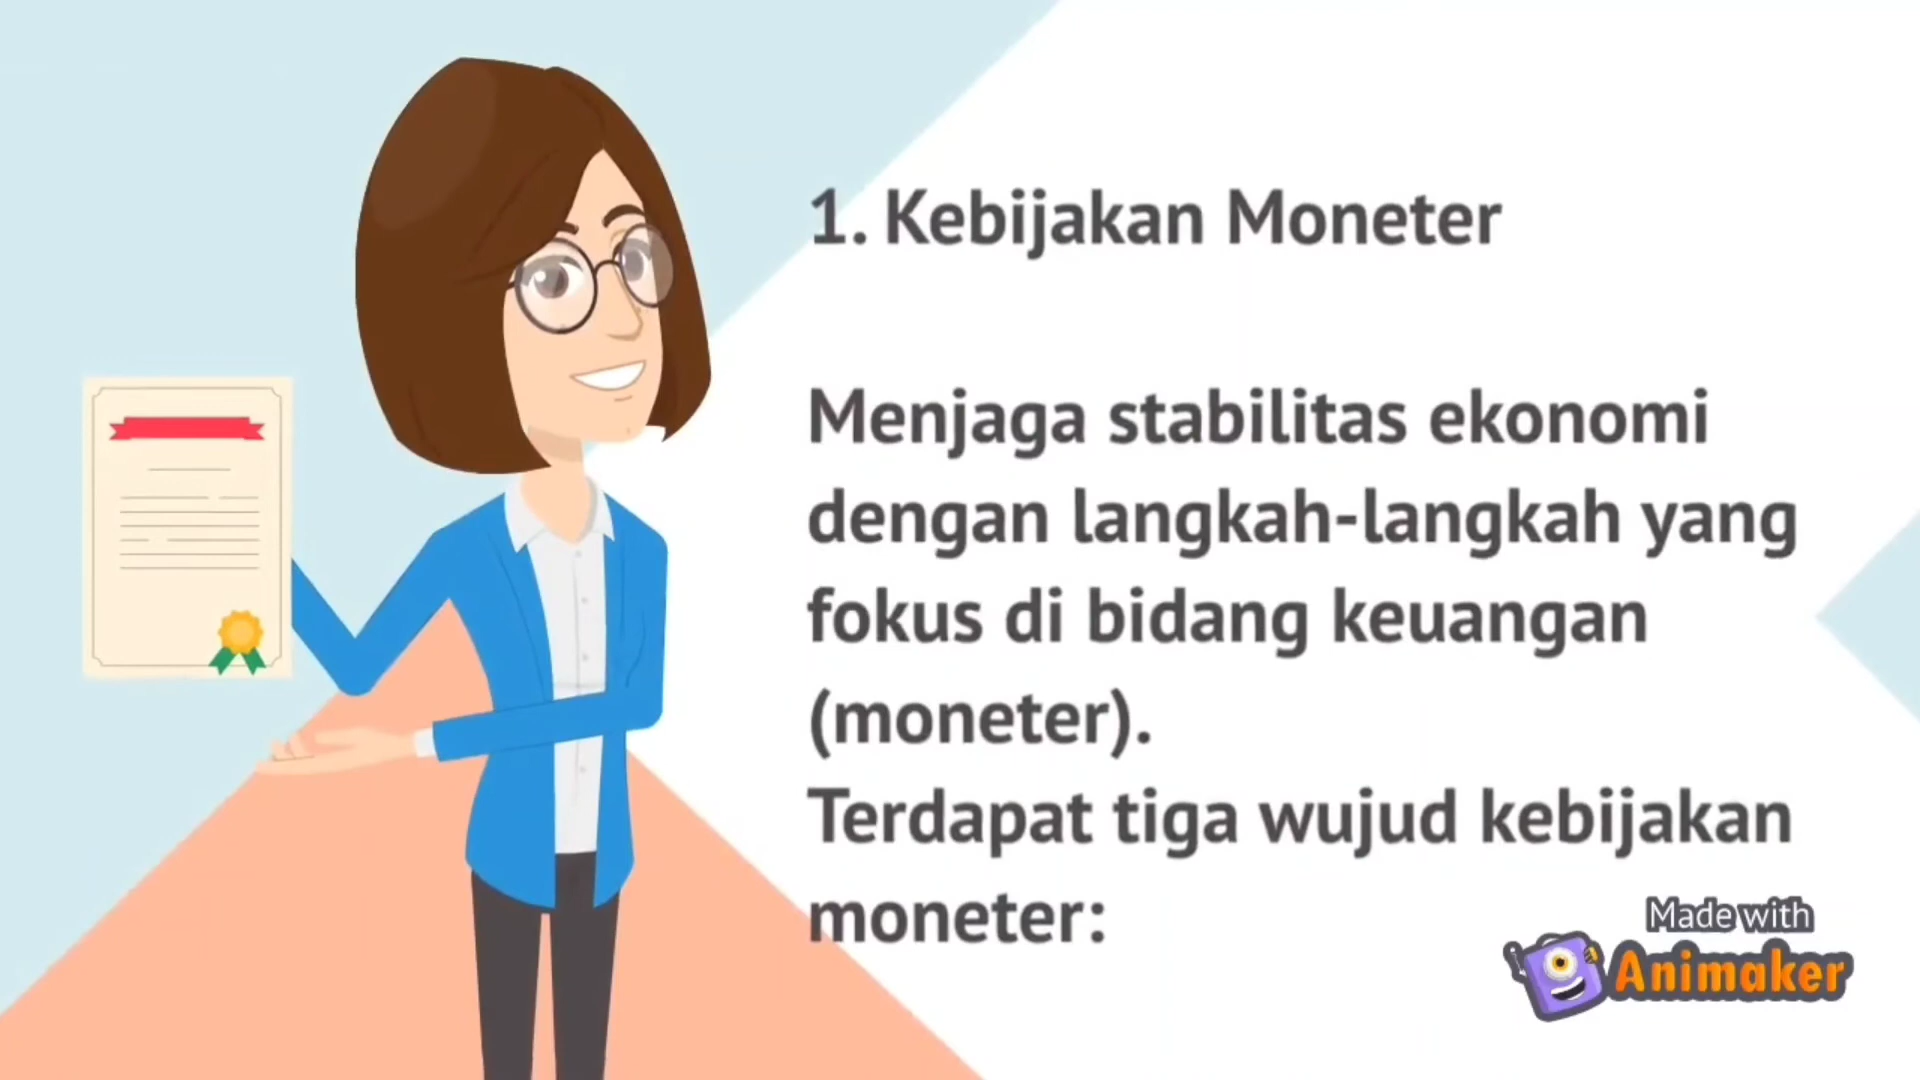 1. Kebijakan Moneter
Menjaga stabilitas ekonomi
dengan langkah-langkah yang
fokus di bidang keuangan
(moneter).
Terdapat tiga wujud kebijakan
moneter:
Made with
Animaker